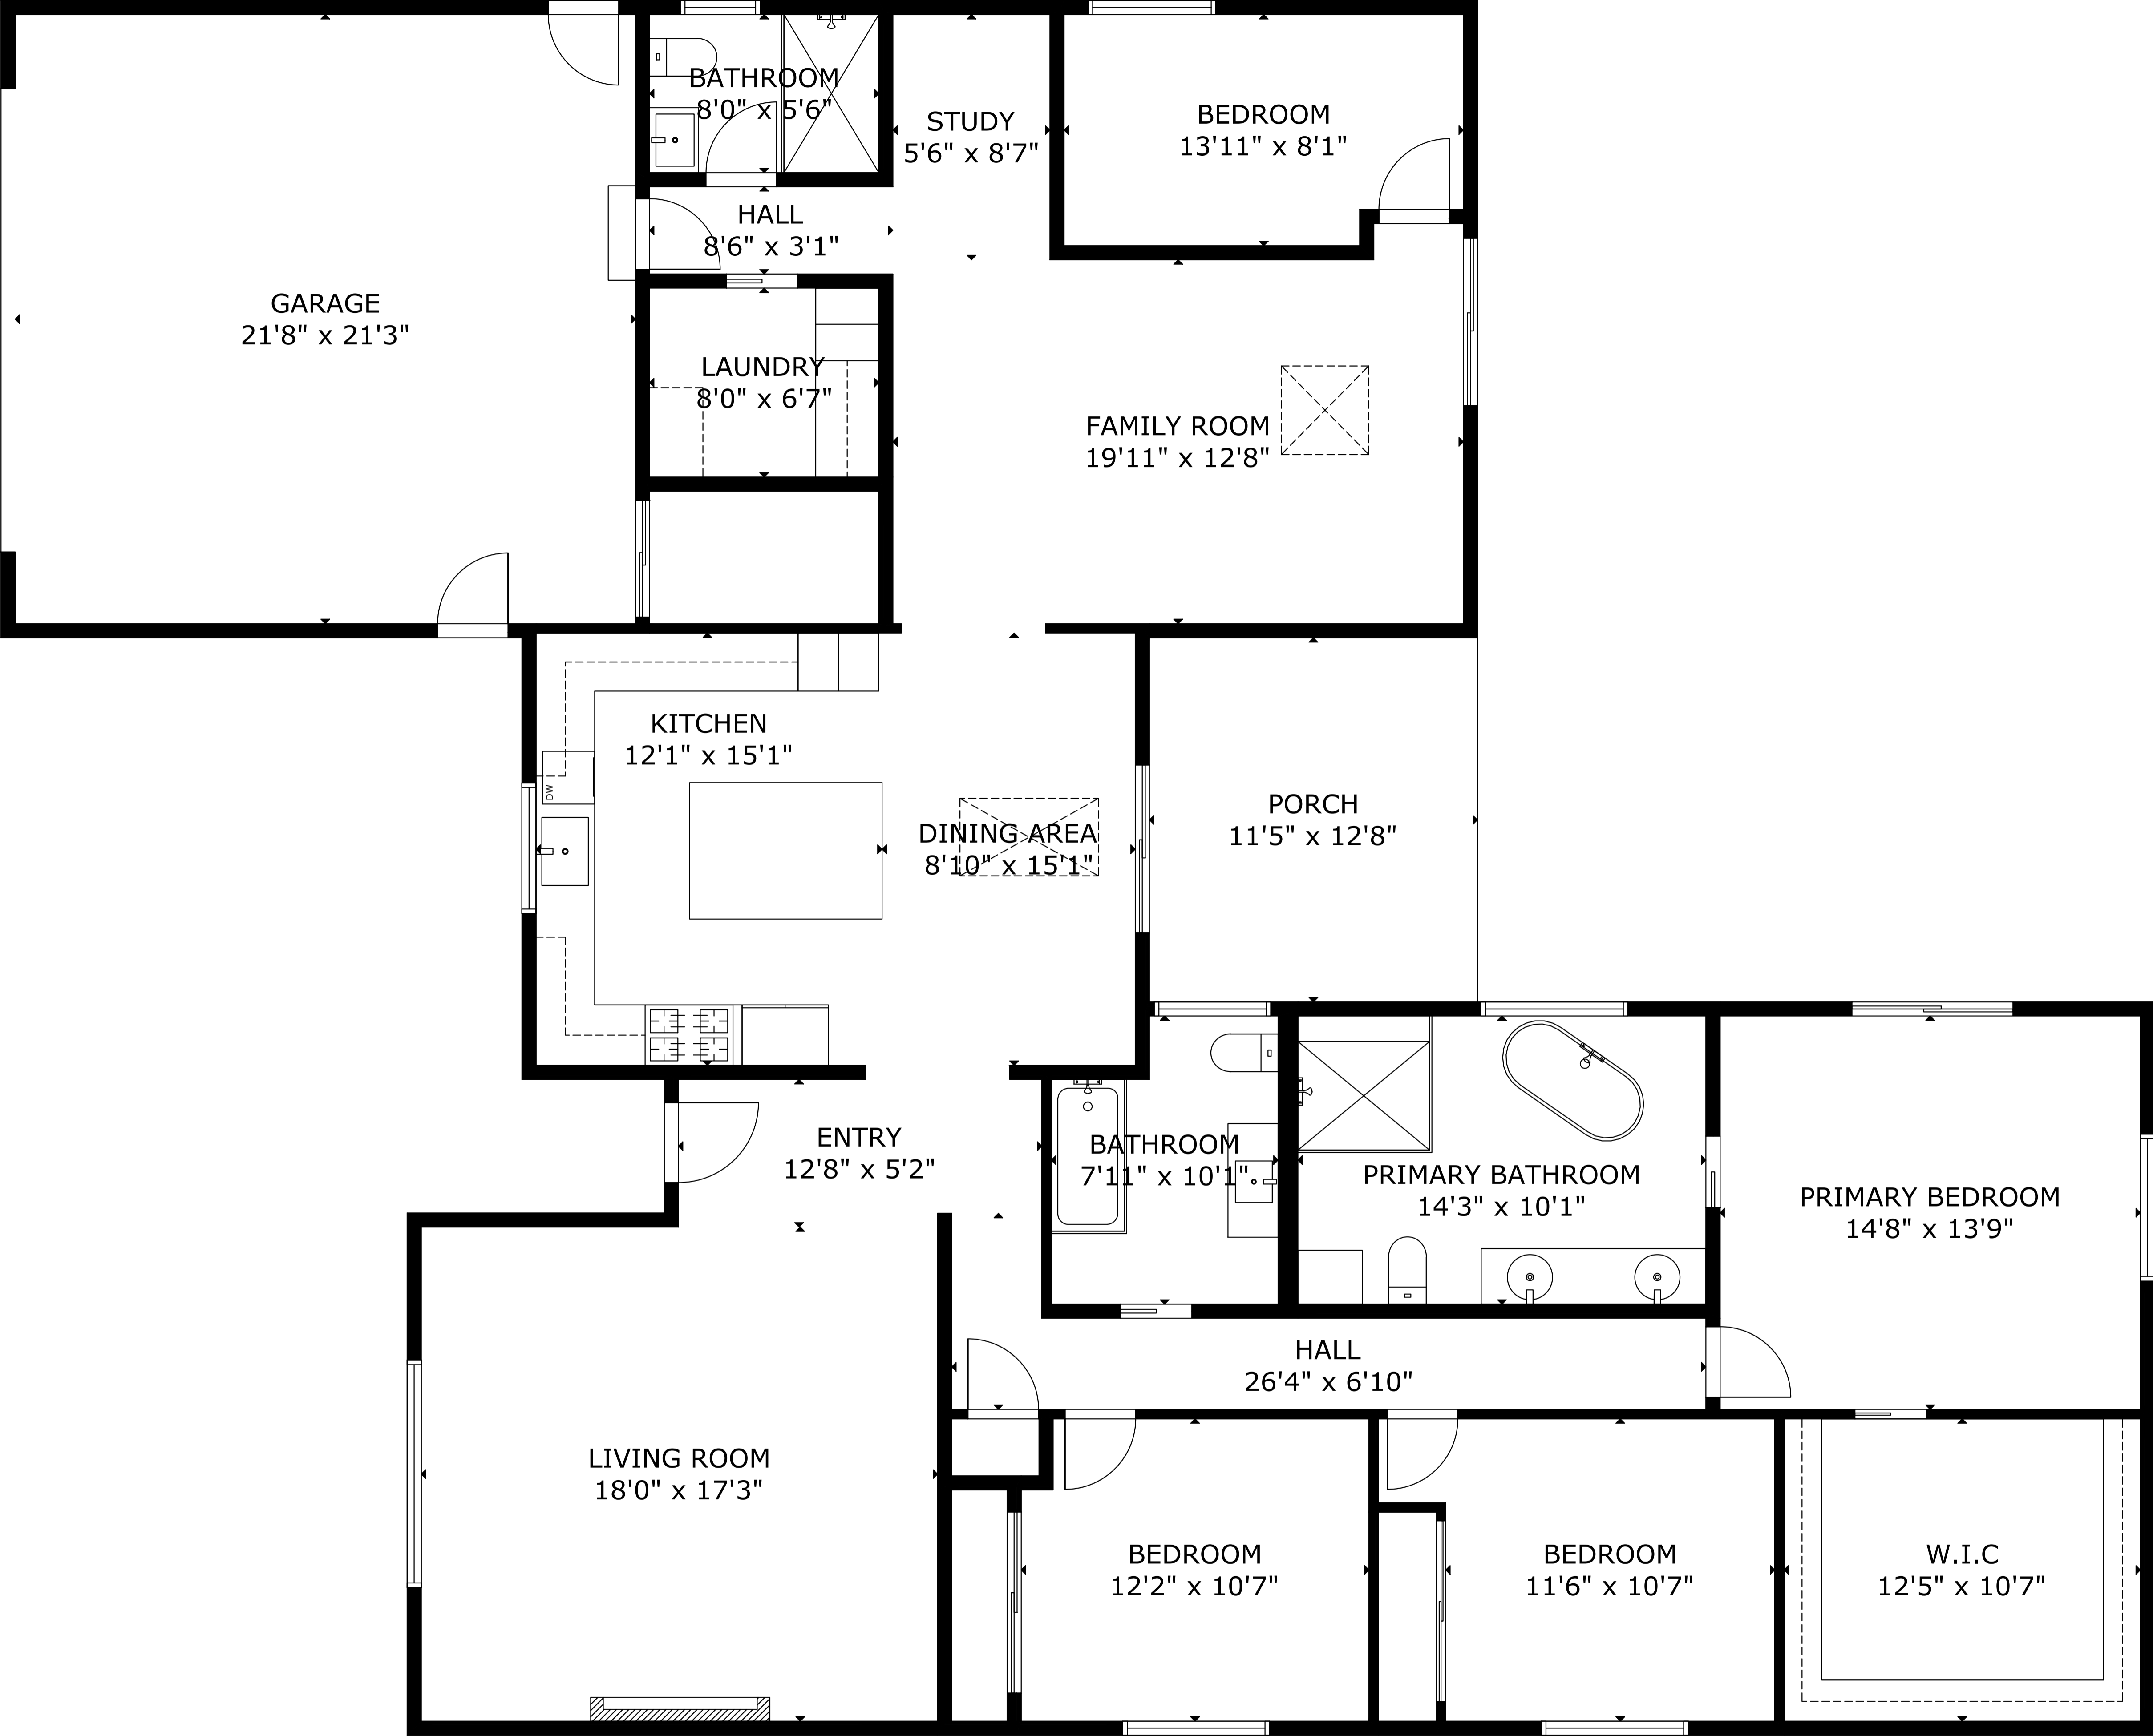 BATHROOM
8'0" x 5'6"
STUDY
5'6" x 8'7"
BEDROOM
13'11" x 8'1"
HALL
8'6" x 3'1"
GARAGE
21'8" x 21'3"
LAUNDRY
8'0" x 6'7"
FAMILY ROOM
19'11" x 12'8"
KITCHEN
12'1" x 15'1"
DW
DINING AREA
8'10" x 15'1"
PORCH
11'5" x 12'8"
ENTRY
12'8" x 5'2"
BATHROOM
7'11" x 10'1"
PRIMARY BATHROOM
14'3" x 10'1"
PRIMARY BEDROOM
14'8" x 13'9"
HALL
26'4" x 6'10"
LIVING ROOM
18'0" x 17'3"
BEDROOM
12'2" x 10'7"
BEDROOM
11'6" x 10'7"
W.I.C
12'5" x 10'7"